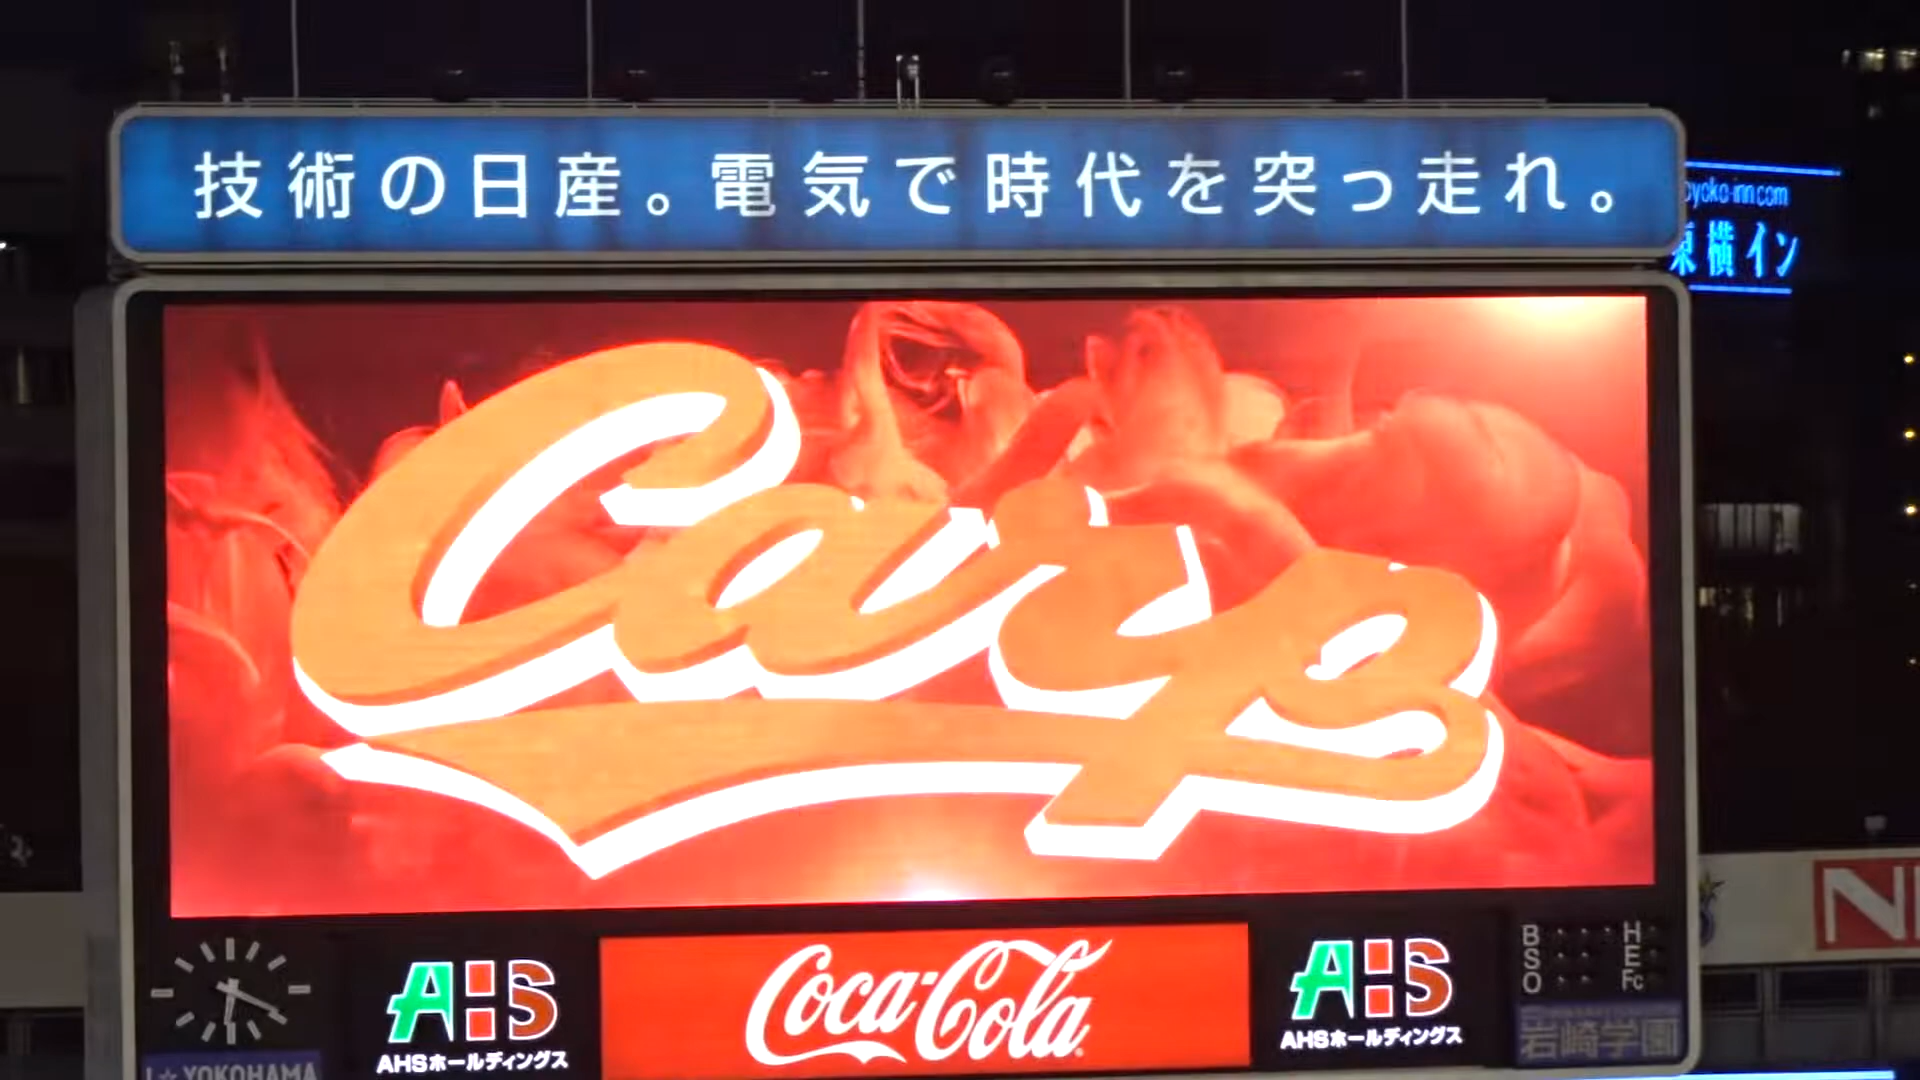 技術の日産。電気で時代を突っ走れ。
oyoko-inn.com
東横イン
Carp
AHS
AHSホールディングス
Coca-Cola
AHS
AHSホールディングス
B H
S E
O Fc
岩崎学園
I☆YOKOHAMA